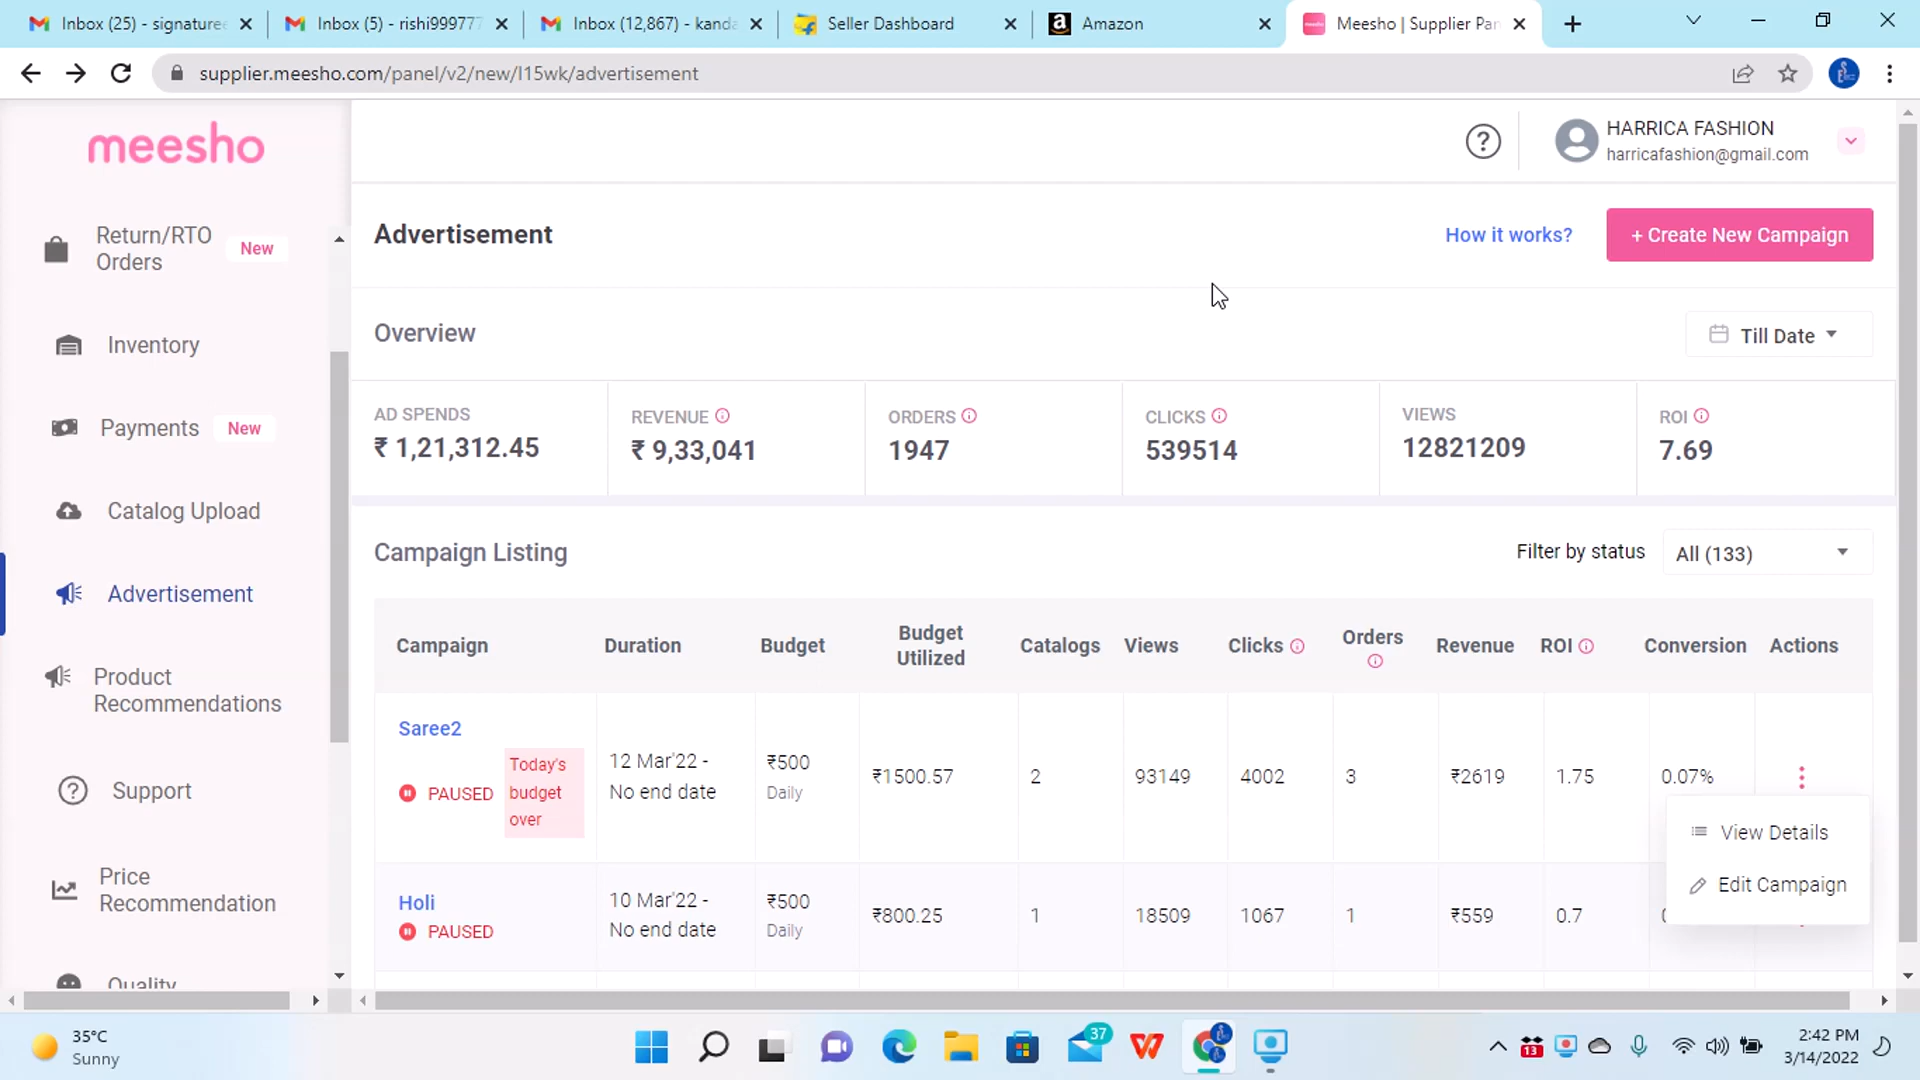 Inbox (25) - signature
Inbox (5) - rishi999777
Inbox (12,867) - kanda
Seller Dashboard
Amazon
Meesho | Supplier Pan
supplier.meesho.com/panel/v2/new/l15wk/advertisement
meesho
HARRICA FASHION
harricafashion@gmail.com
Return/RTO
Orders
New
Inventory
Payments New
Catalog Upload
Advertisement
Product
Recommendations
Support
Price
Recommendation
Quality
Advertisement
How it works?
+ Create New Campaign
Overview
Till Date
AD SPENDS
₹ 1,21,312.45
REVENUE
₹ 9,33,041
ORDERS
1947
CLICKS
539514
VIEWS
12821209
ROI
7.69
Campaign Listing
Filter by status
All (133)
Campaign
Duration
Budget
Budget
Utilized
Catalogs
Views
Clicks
Orders
Revenue
ROI
Conversion
Actions
Saree2
PAUSED
Today's
budget
over
12 Mar'22 -
No end date
₹500
Daily
₹1500.57
2
93149
4002
3
₹2619
1.75
0.07%
View Details
Edit Campaign
Holi
PAUSED
10 Mar'22 -
No end date
₹500
Daily
₹800.25
1
18509
1067
1
₹559
0.7
35°C
Sunny
37
13
2:42 PM
3/14/2022